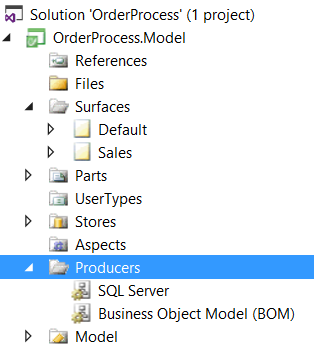 Solution 'OrderProcess' (1 project)
OrderProcess.Model
References
Files
Surfaces
Default
Sales
Parts
UserTypes
Stores
Aspects
Producers
SQL Server
Business Object Model (BOM)
Model